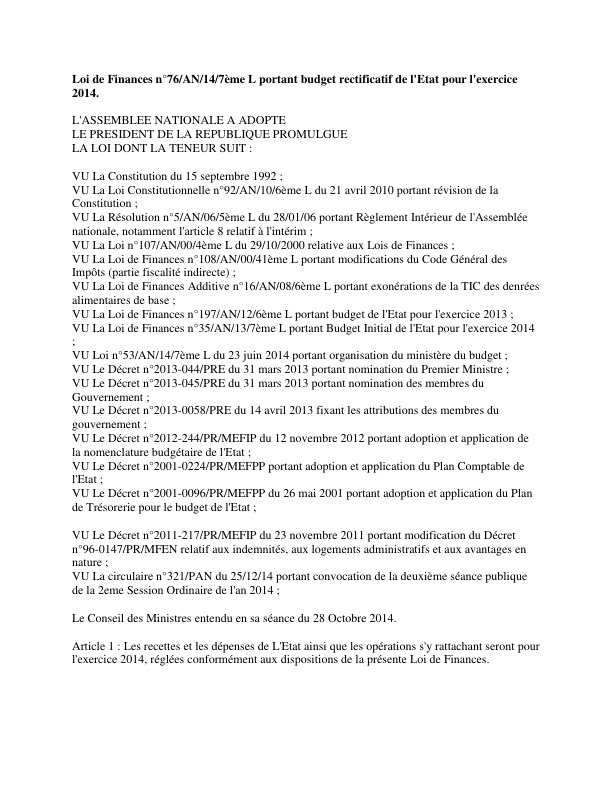 Loi de Finances n°76/AN/14/7ème L portant budget rectificatif de l'Etat pour l'exercice
2014.
L'ASSEMBLEE NATIONALE A ADOPTE
LE PRESIDENT DE LA REPUBLIQUE PROMULGUE
LA LOI DONT LA TENEUR SUIT :
VU La Constitution du 15 septembre 1992 ;
VU La Loi Constitutionnelle n°92/AN/10/6ème L du 21 avril 2010 portant révision de la
Constitution ;
VU La Résolution n°5/AN/06/5ème L du 28/01/06 portant Règlement Intérieur de l'Assemblée
nationale, notamment l'article 8 relatif à l'intérim ;
VU La Loi n°107/AN/00/4ème L du 29/10/2000 relative aux Lois de Finances ;
VU La Loi de Finances n°108/AN/00/41ème L portant modifications du Code Général des
Impôts (partie fiscalité indirecte) ;
VU La Loi de Finances Additive n°16/AN/08/6ème L portant exonérations de la TIC des denrées
alimentaires de base ;
VU La Loi de Finances n°197/AN/12/6ème L portant budget de l'Etat pour l'exercice 2013 ;
VU La Loi de Finances n°35/AN/13/7ème L portant Budget Initial de l'Etat pour l'exercice 2014
;
VU Loi n°53/AN/14/7ème L du 23 juin 2014 portant organisation du ministère du budget ;
VU Le Décret n°2013-044/PRE du 31 mars 2013 portant nomination du Premier Ministre ;
VU Le Décret n°2013-045/PRE du 31 mars 2013 portant nomination des membres du
Gouvernement ;
VU Le Décret n°2013-0058/PRE du 14 avril 2013 fixant les attributions des membres du
gouvernement ;
VU Le Décret n°2012-244/PR/MEFIP du 12 novembre 2012 portant adoption et application de
la nomenclature budgétaire de l'Etat ;
VU Le Décret n°2001-0224/PR/MEFPP portant adoption et application du Plan Comptable de
l'Etat ;
VU Le Décret n°2001-0096/PR/MEFPP du 26 mai 2001 portant adoption et application du Plan
de Trésorerie pour le budget de l'Etat ;
VU Le Décret n°2011-217/PR/MEFIP du 23 novembre 2011 portant modification du Décret
n°96-0147/PR/MFEN relatif aux indemnités, aux logements administratifs et aux avantages en
nature ;
VU La circulaire n°321/PAN du 25/12/14 portant convocation de la deuxième séance publique
de la 2eme Session Ordinaire de l'an 2014 ;
Le Conseil des Ministres entendu en sa séance du 28 Octobre 2014.
Article 1 : Les recettes et les dépenses de L'Etat ainsi que les opérations s'y rattachant seront pour
l'exercice 2014, réglées conformément aux dispositions de la présente Loi de Finances.